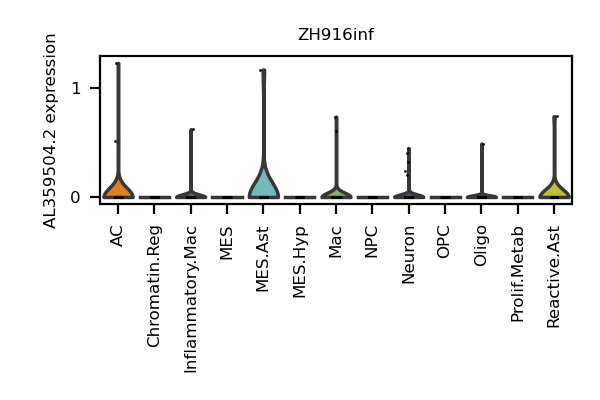 ZH916inf
AL359504.2 expression
1
0
AC
Chromatin.Reg
Inflammatory.Mac
MES
MES.Ast
MES.Hyp
Mac
NPC
Neuron
OPC
Oligo
Prolif.Metab
Reactive.Ast